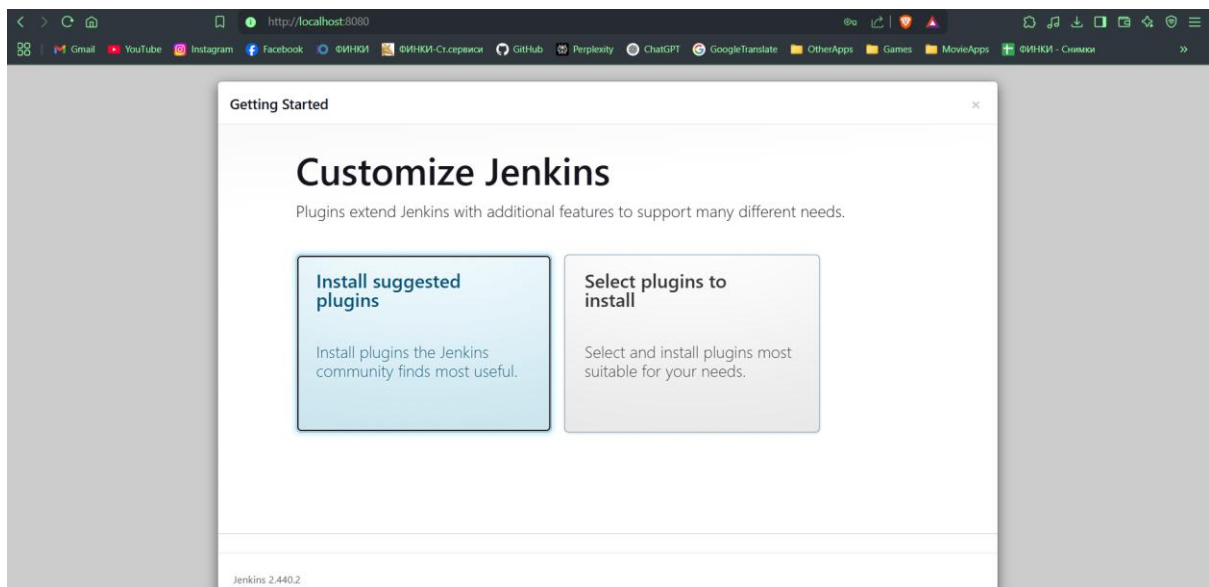 http://localhost:8080
Gmail YouTube Instagram Facebook ФИНКИ ФИНКИ-Ст.сервиси GitHub Perplexity ChatGPT GoogleTranslate OtherApps Games MovieApps ФИНКИ - Снимки »
Getting Started ×
Customize Jenkins
Plugins extend Jenkins with additional features to support many different needs.
Install suggested
plugins
Install plugins the Jenkins
community finds most useful.
Select plugins to
install
Select and install plugins most
suitable for your needs.
Jenkins 2.440.2